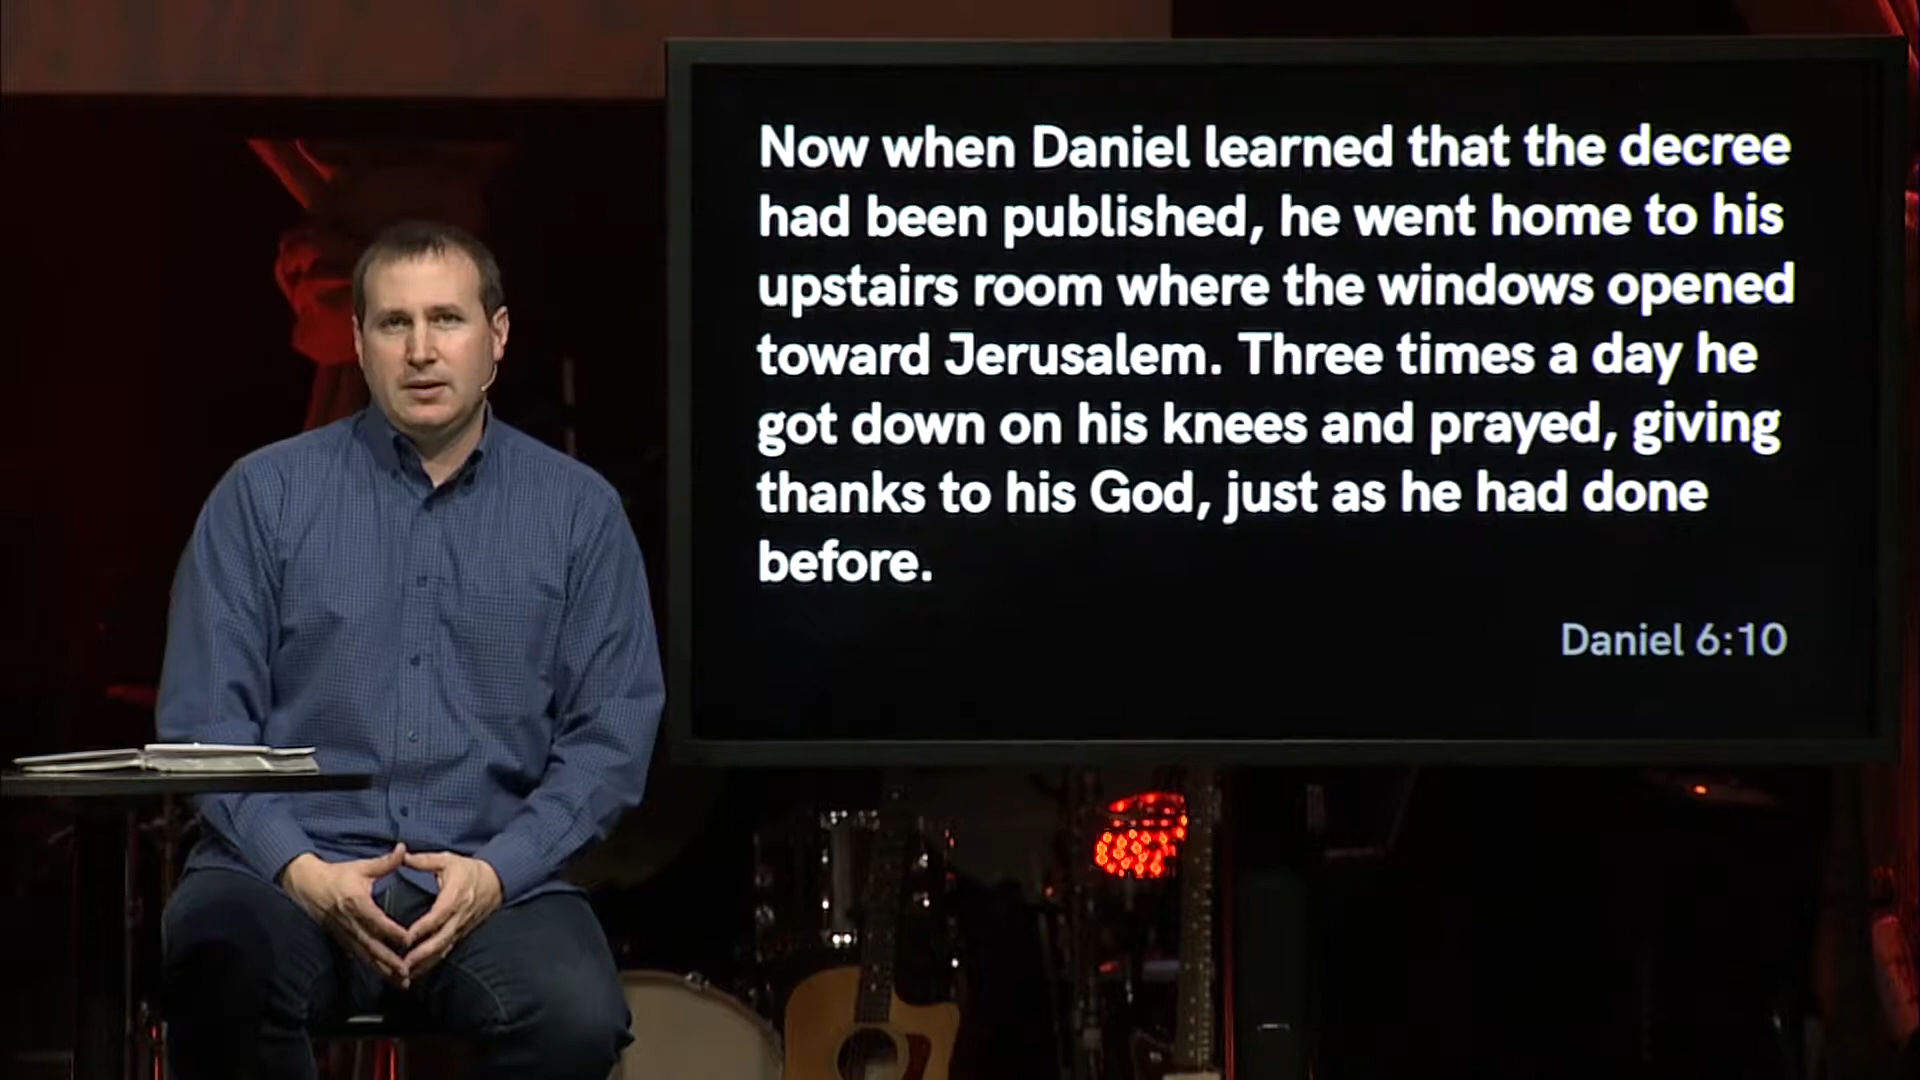 Now when Daniel learned that the decree
had been published, he went home to his
upstairs room where the windows opened
toward Jerusalem. Three times a day he
got down on his knees and prayed, giving
thanks to his God, just as he had done
before.
Daniel 6:10